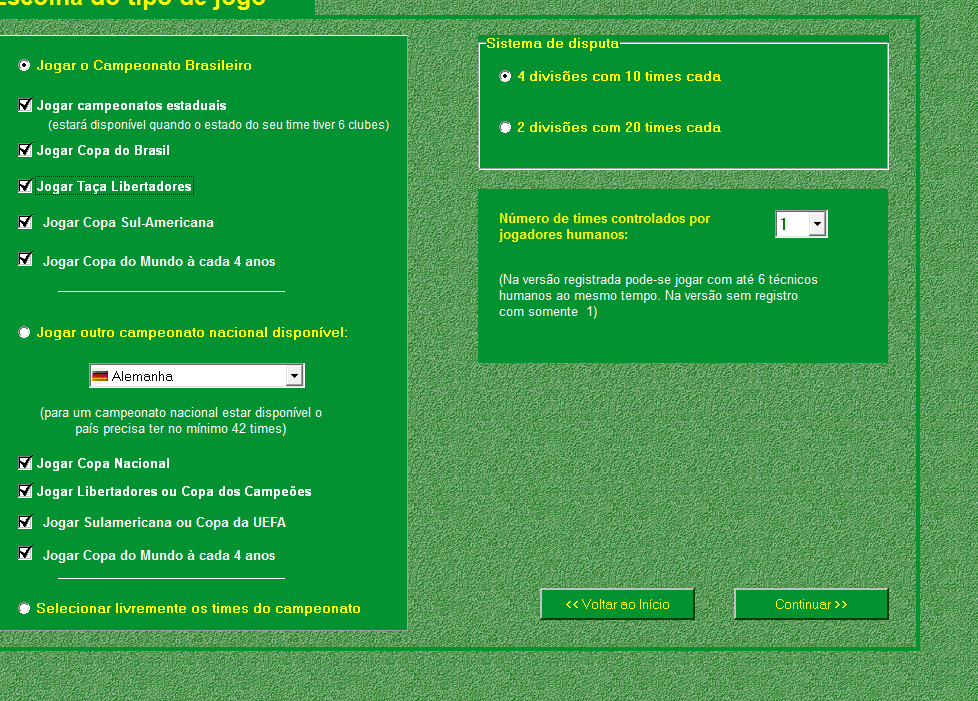 Escolha do tipo de jogo
Jogar o Campeonato Brasileiro
Jogar campeonatos estaduais
(estará disponível quando o estado do seu time tiver 6 clubes)
Jogar Copa do Brasil
Jogar Taça Libertadores
Jogar Copa Sul-Americana
Jogar Copa do Mundo à cada 4 anos
Jogar outro campeonato nacional disponível:
Alemanha
(para um campeonato nacional estar disponível o
país precisa ter no mínimo 42 times)
Jogar Copa Nacional
Jogar Libertadores ou Copa dos Campeões
Jogar Sulamericana ou Copa da UEFA
Jogar Copa do Mundo à cada 4 anos
Selecionar livremente os times do campeonato
Sistema de disputa
4 divisões com 10 times cada
2 divisões com 20 times cada
Número de times controlados por
jogadores humanos:
1
(Na versão registrada pode-se jogar com até 6 técnicos
humanos ao mesmo tempo. Na versão sem registro
com somente 1)
<< Voltar ao Início
Continuar >>